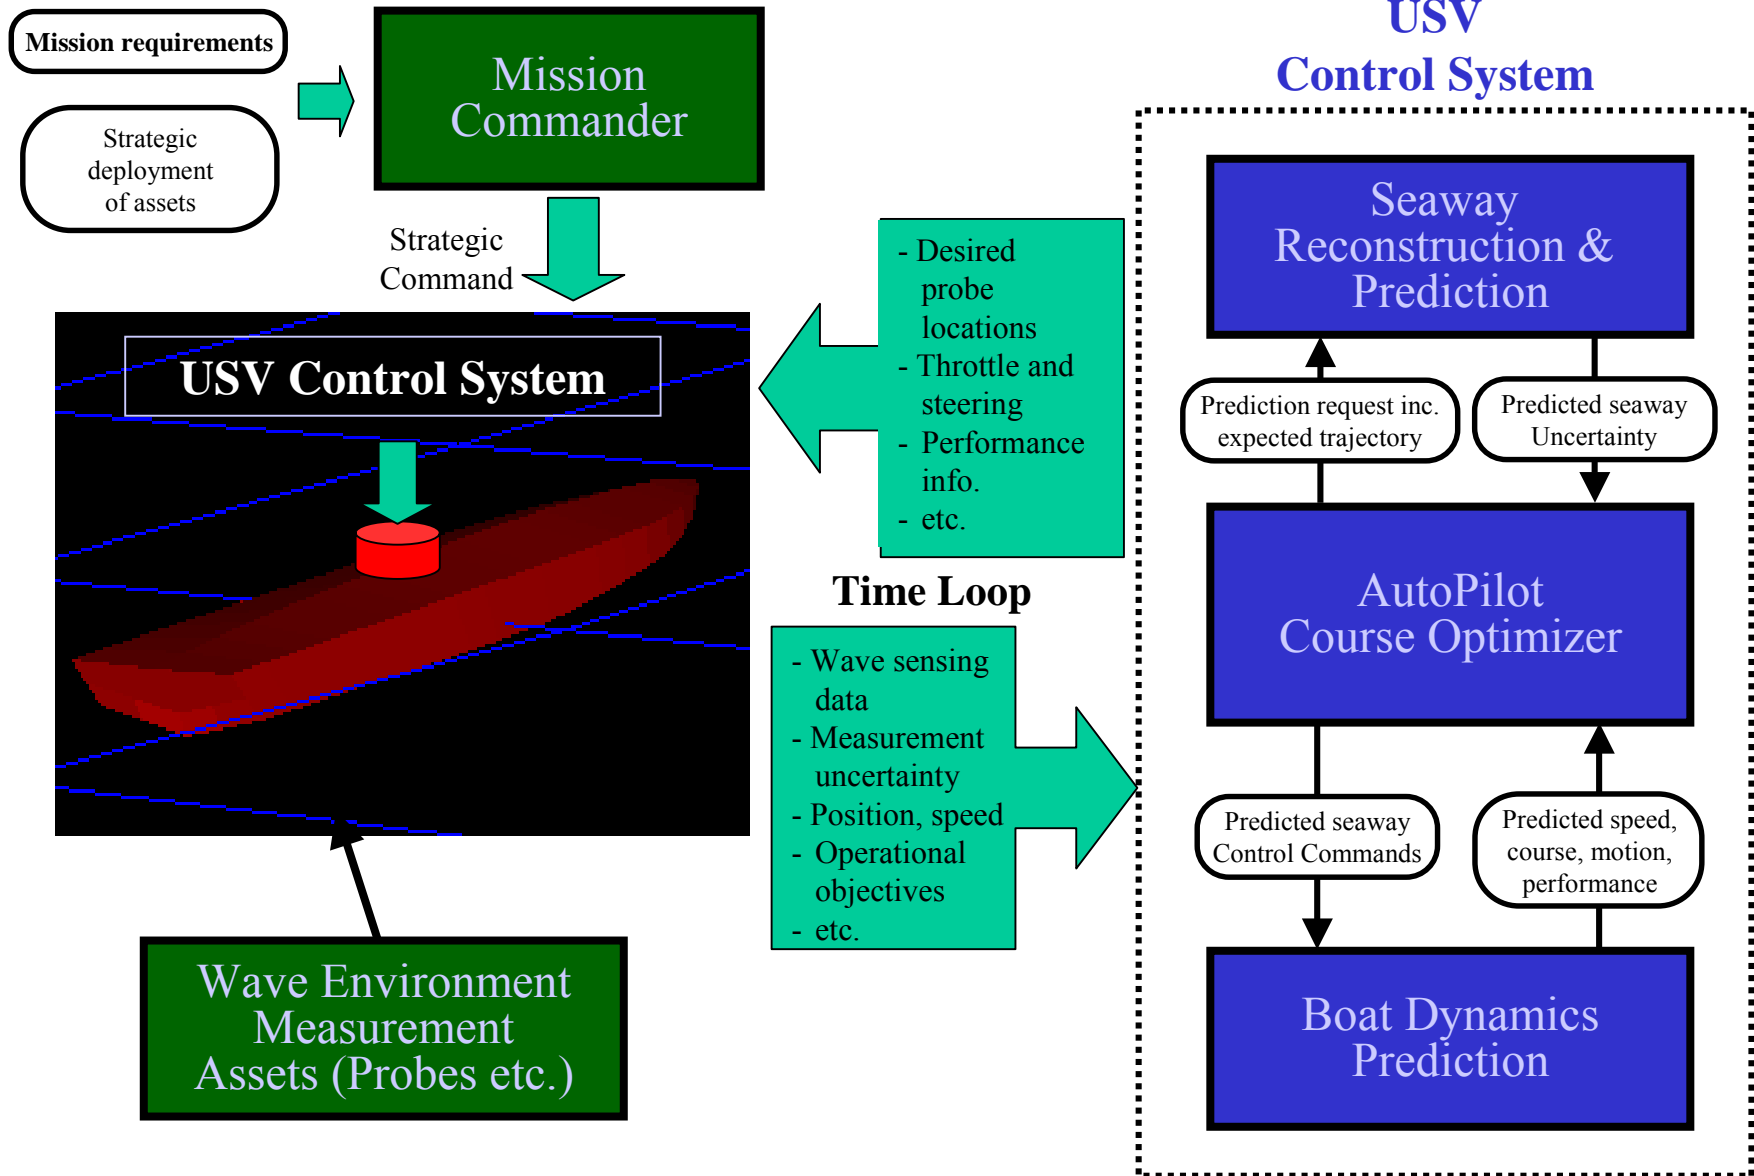 Mission requirements
Strategic
deployment
of assets
Mission
Commander
Strategic
Command
USV Control System
Wave Environment
Measurement
Assets (Probes etc.)
- Desired
probe
locations
- Throttle and
steering
- Performance
info.
- etc.
Time Loop
- Wave sensing
data
- Measurement
uncertainty
- Position, speed
- Operational
objectives
- etc.
USV
Control System
Seaway
Reconstruction &
Prediction
Prediction request inc.
expected trajectory
Predicted seaway
Uncertainty
AutoPilot
Course Optimizer
Predicted seaway
Control Commands
Predicted speed,
course, motion,
performance
Boat Dynamics
Prediction